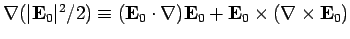 ∇(|E₀|²/2) ≡ (E₀ · ∇)E₀ + E₀ × (∇ × E₀)